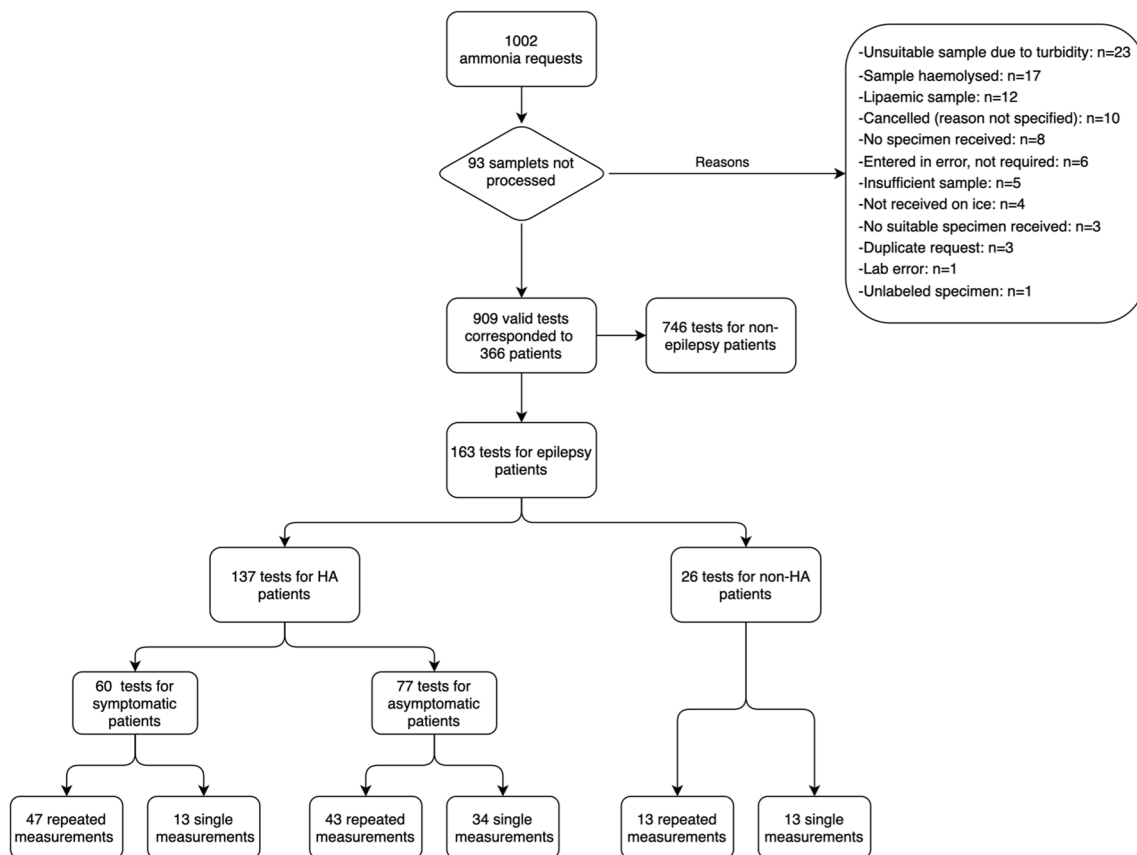 1002
ammonia requests
93 samplets not
processed
Reasons
-Unsuitable sample due to turbidity: n=23
-Sample haemolysed: n=17
-Lipaemic sample: n=12
-Cancelled (reason not specified): n=10
-No specimen received: n=8
-Entered in error, not required: n=6
-Insufficient sample: n=5
-Not received on ice: n=4
-No suitable specimen received: n=3
-Duplicate request: n=3
-Lab error: n=1
-Unlabeled specimen: n=1
909 valid tests
corresponded to
366 patients
746 tests for non-
epilepsy patients
163 tests for epilepsy
patients
137 tests for HA
patients
26 tests for non-HA
patients
60 tests for
symptomatic
patients
77 tests for
asymptomatic
patients
47 repeated
measurements
13 single
measurements
43 repeated
measurements
34 single
measurements
13 repeated
measurements
13 single
measurements